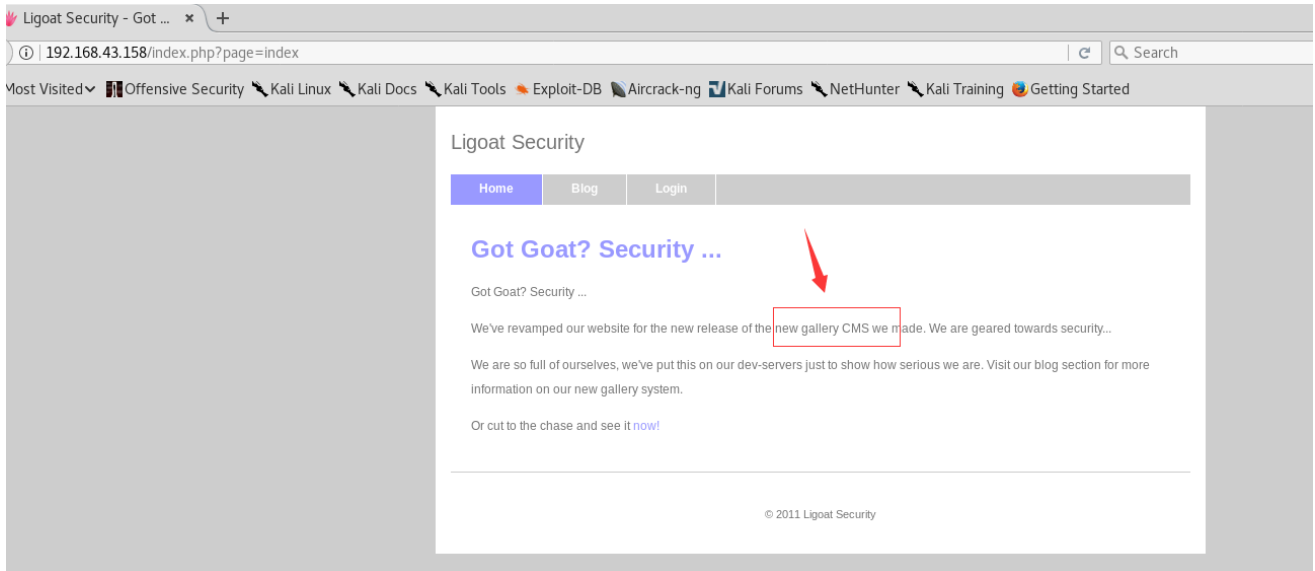 Ligoat Security - Got ... × +
192.168.43.158/index.php?page=index Search
Most Visited Offensive Security Kali Linux Kali Docs Kali Tools Exploit-DB Aircrack-ng Kali Forums NetHunter Kali Training Getting Started
Ligoat Security
Home Blog Login
Got Goat? Security ...
Got Goat? Security ...
We've revamped our website for the new release of the new gallery CMS we made. We are geared towards security...
We are so full of ourselves, we've put this on our dev-servers just to show how serious we are. Visit our blog section for more
information on our new gallery system.
Or cut to the chase and see it now!
© 2011 Ligoat Security